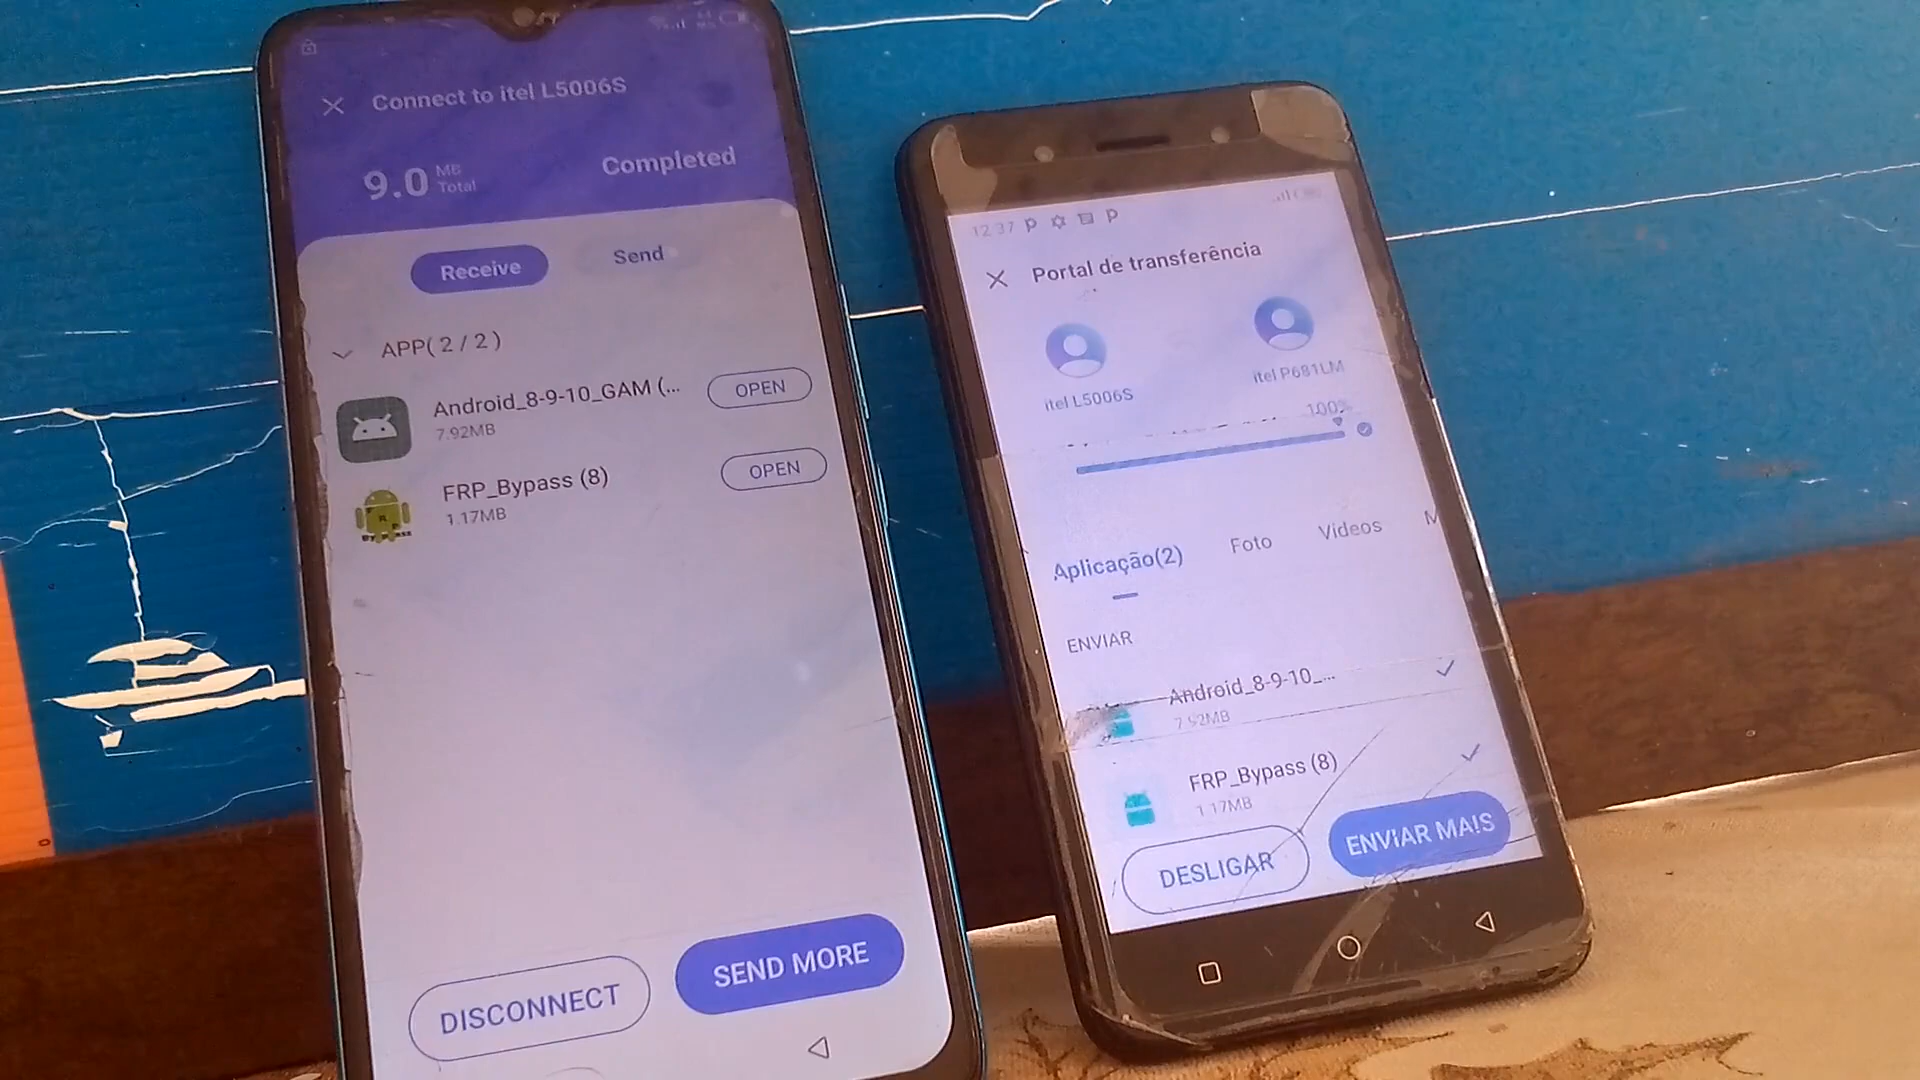 Connect to itel L5006S
9.0 MB Total
Completed
Receive
Send
APP( 2 / 2 )
Android_8-9-10_GAM (...
7.92MB
OPEN
FRP_Bypass (8)
1.17MB
OPEN
DISCONNECT
SEND MORE
12 37
Portal de transferência
itel L5006S
itel P681LM
100%
Aplicação(2)
Foto
Videos
M
ENVIAR
Android_8-9-10_...
7.92MB
FRP_Bypass (8)
1.17MB
DESLIGAR
ENVIAR MAIS